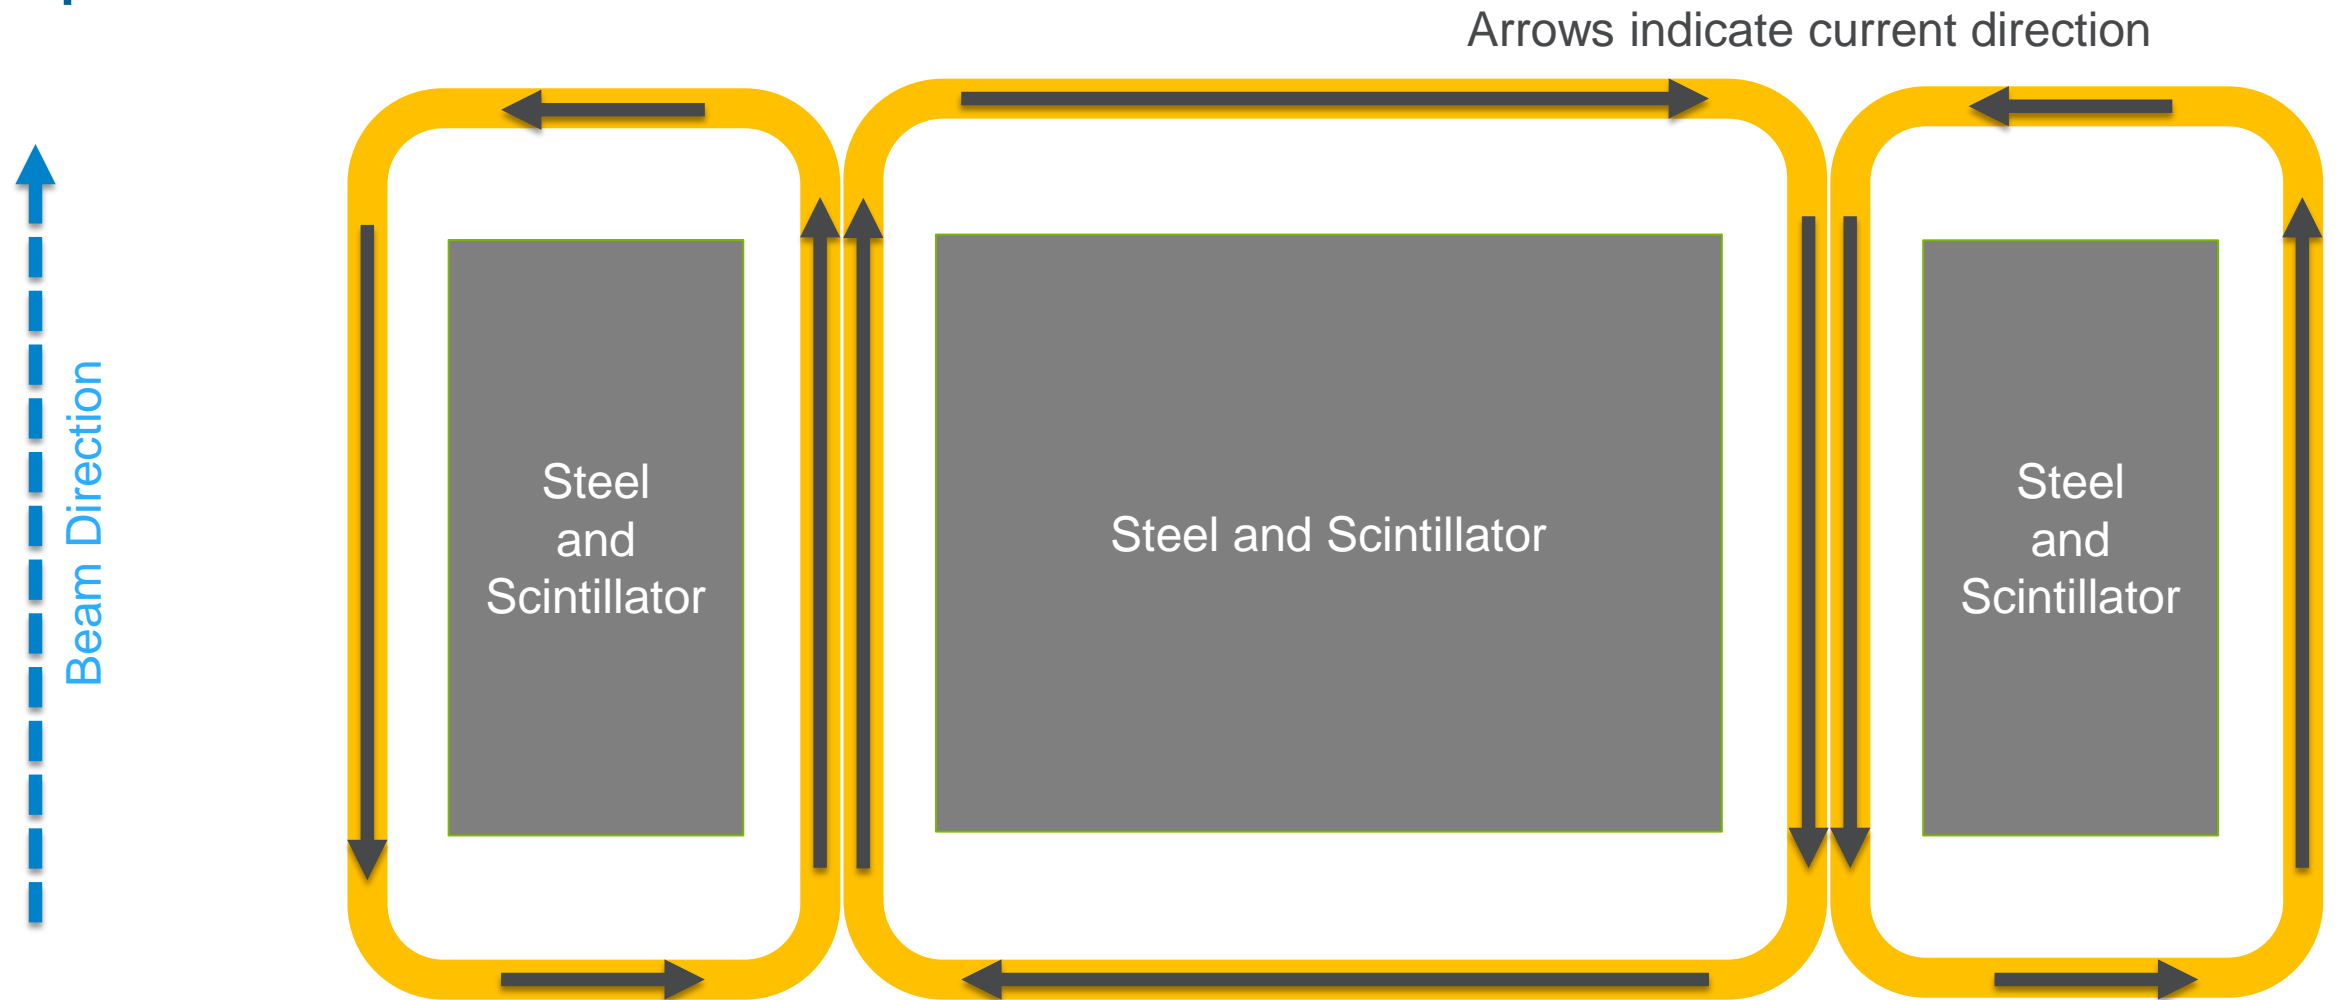 Arrows indicate current direction
Beam Direction
Steel
and
Scintillator
Steel and Scintillator
Steel
and
Scintillator